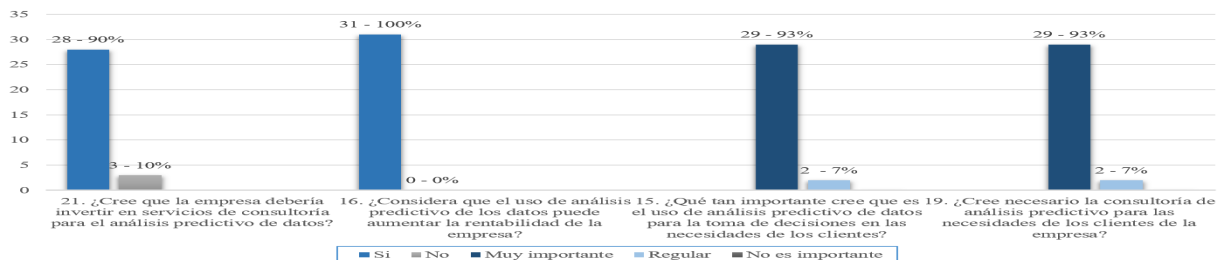 35
30
25
20
15
10
5
0
28 - 90%
3 - 10%
31 - 100%
0 - 0%
29 - 93%
2 - 7%
29 - 93%
2 - 7%
21. ¿Cree que la empresa debería
invertir en servicios de consultoría
para el análisis predictivo de datos?
16. ¿Considera que el uso de análisis
predictivo de los datos puede
aumentar la rentabilidad de la
empresa?
15. ¿Qué tan importante cree que es
el uso de análisis predictivo de datos
para la toma de decisiones en las
necesidades de los clientes?
19. ¿Cree necesario la consultoría de
análisis predictivo para las
necesidades de los clientes de la
empresa?
Si No Muy importante Regular No es importante